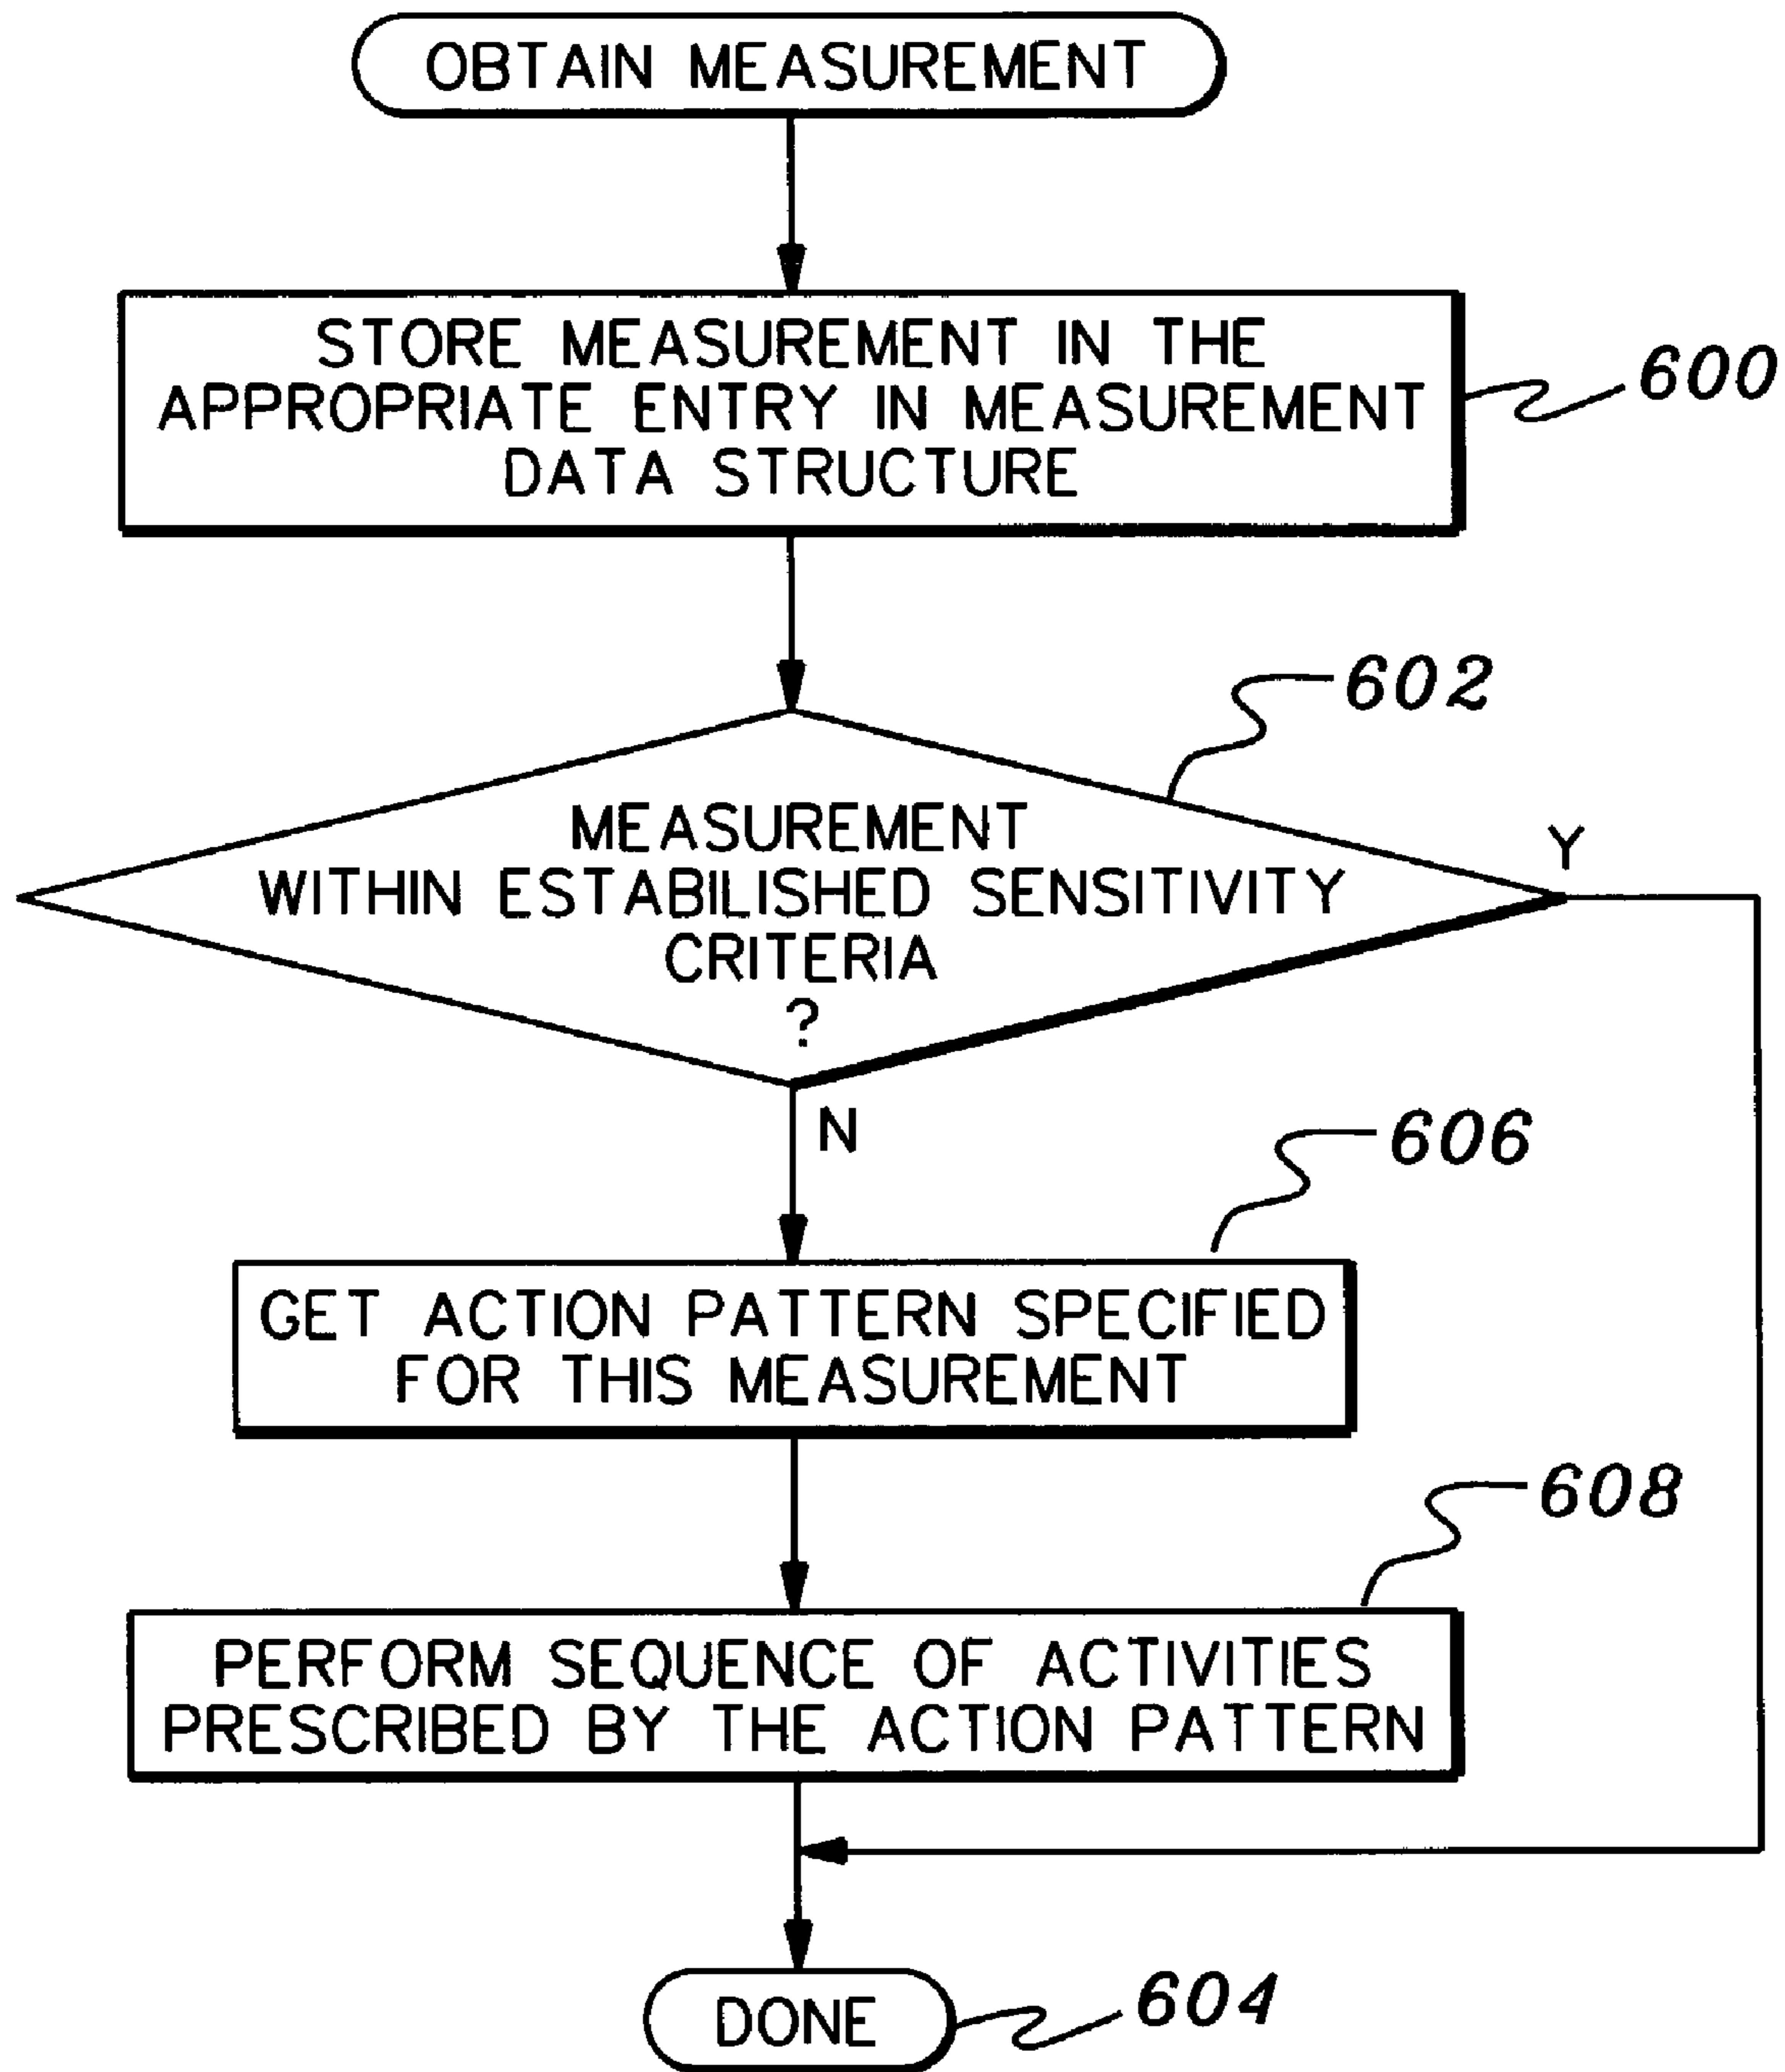 OBTAIN MEASUREMENT
STORE MEASUREMENT IN THE
APPROPRIATE ENTRY IN MEASUREMENT
DATA STRUCTURE
600
602
MEASUREMENT
WITHIN ESTABILISHED SENSITIVITY
CRITERIA
?
Y
N
606
GET ACTION PATTERN SPECIFIED
FOR THIS MEASUREMENT
608
PERFORM SEQUENCE OF ACTIVITIES
PRESCRIBED BY THE ACTION PATTERN
DONE
604